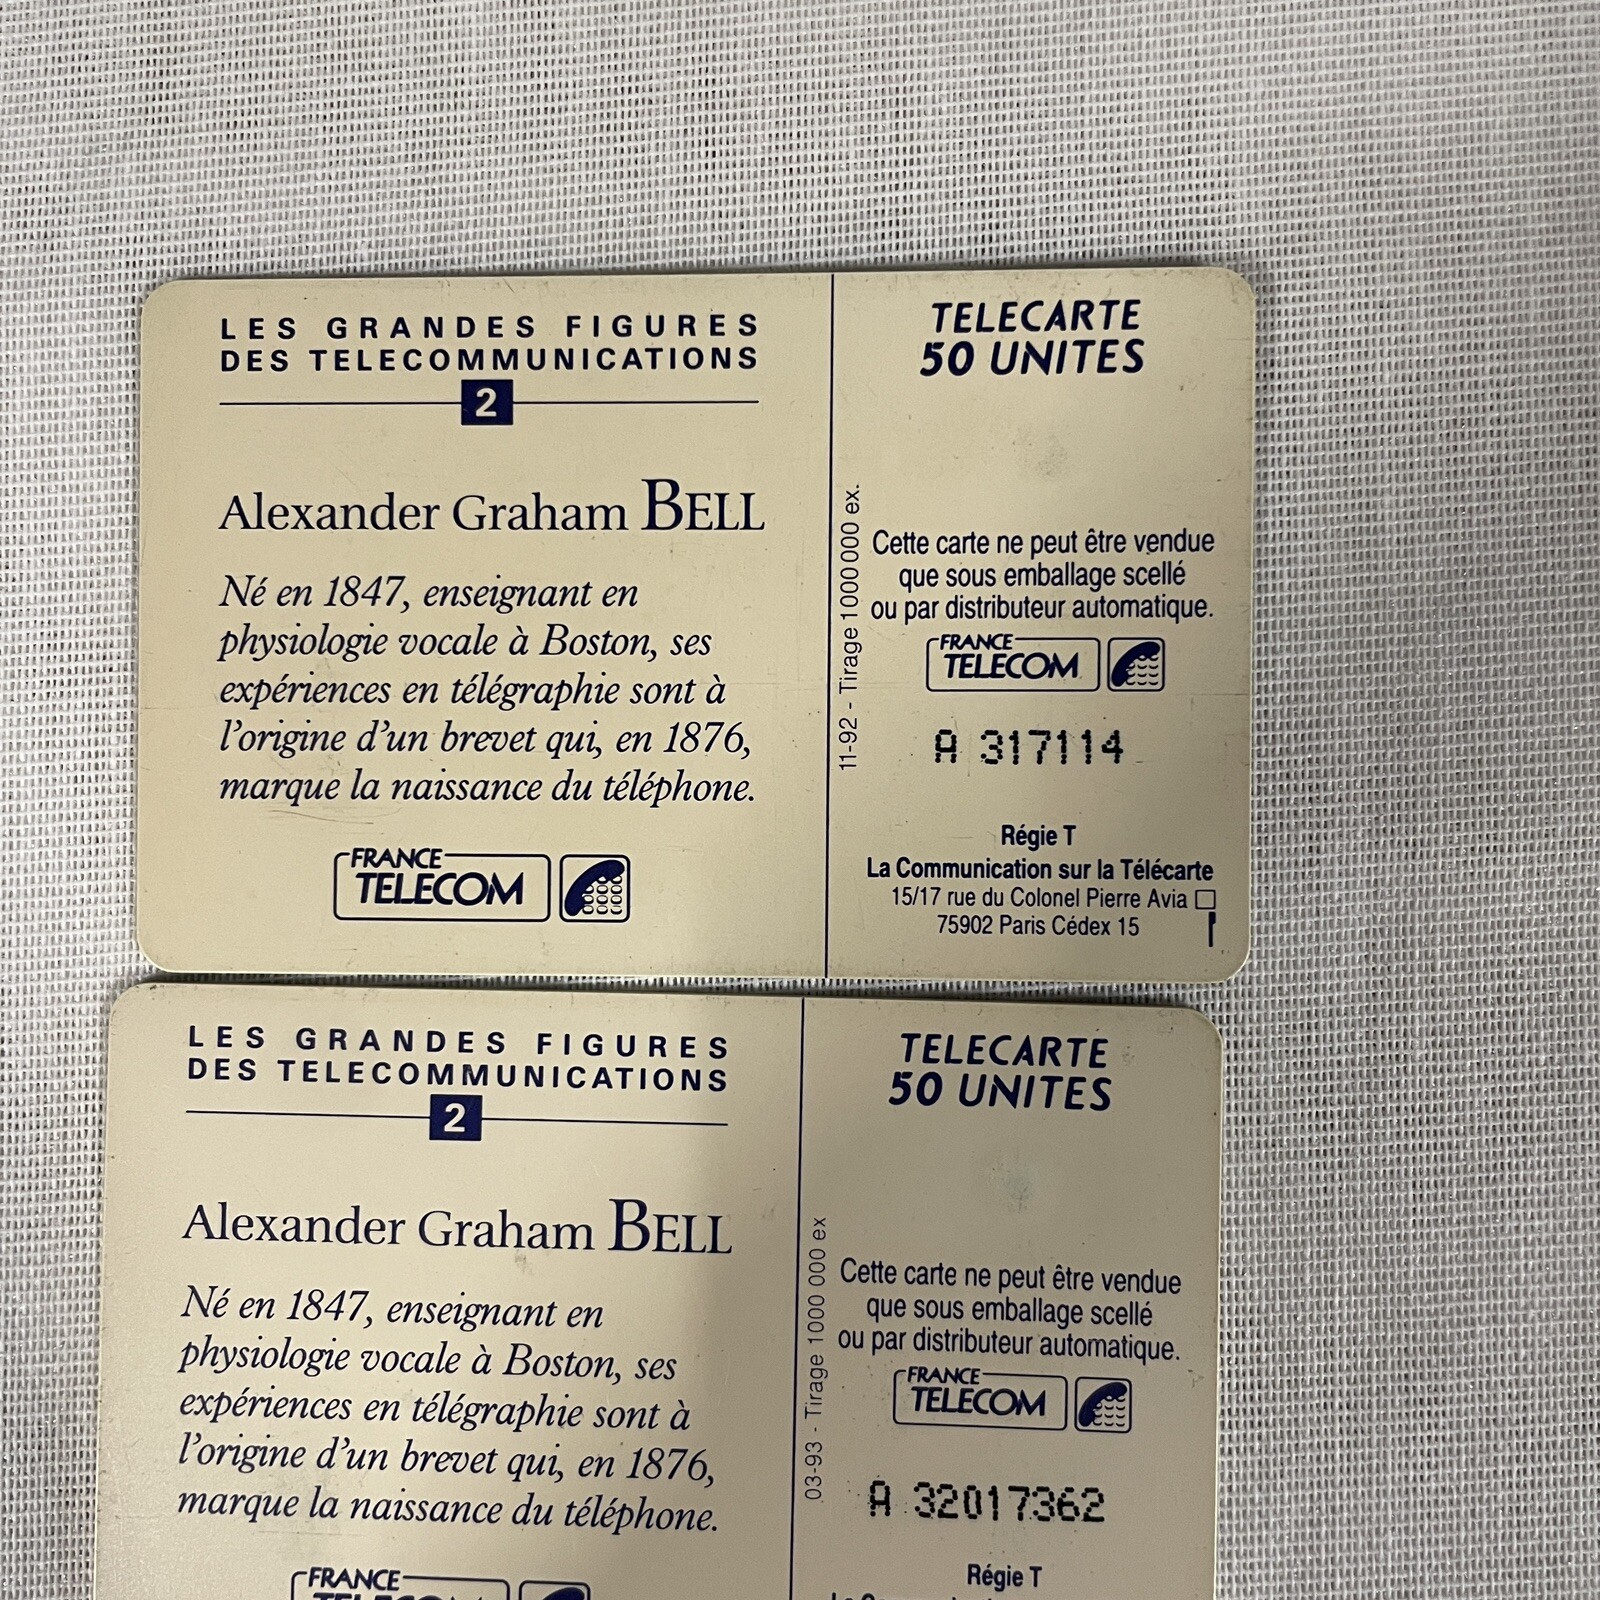 LES GRANDES FIGURES
DES TELECOMMUNICATIONS
2
Alexander Graham BELL
Né en 1847, enseignant en
physiologie vocale à Boston, ses
expériences en télégraphie sont à
l'origine d'un brevet qui, en 1876,
marque la naissance du téléphone.
FRANCE
TELECOM
11-92 - Tirage 1000000 ex.
TELECARTE
50 UNITES
Cette carte ne peut être vendue
que sous emballage scellé
ou par distributeur automatique.
FRANCE
TELECOM
A 317114
Régie T
La Communication sur la Télécarte
15/17 rue du Colonel Pierre Avia
75902 Paris Cédex 15
LES GRANDES FIGURES
DES TELECOMMUNICATIONS
2
Alexander Graham BELL
Né en 1847, enseignant en
physiologie vocale à Boston, ses
expériences en télégraphie sont à
l'origine d'un brevet qui, en 1876,
marque la naissance du téléphone.
FRANCE
TELECOM
03-93 - Tirage 1000 000 ex
TELECARTE
50 UNITES
Cette carte ne peut être vendue
que sous emballage scellé
ou par distributeur automatique.
FRANCE
TELECOM
A 32017362
Régie T